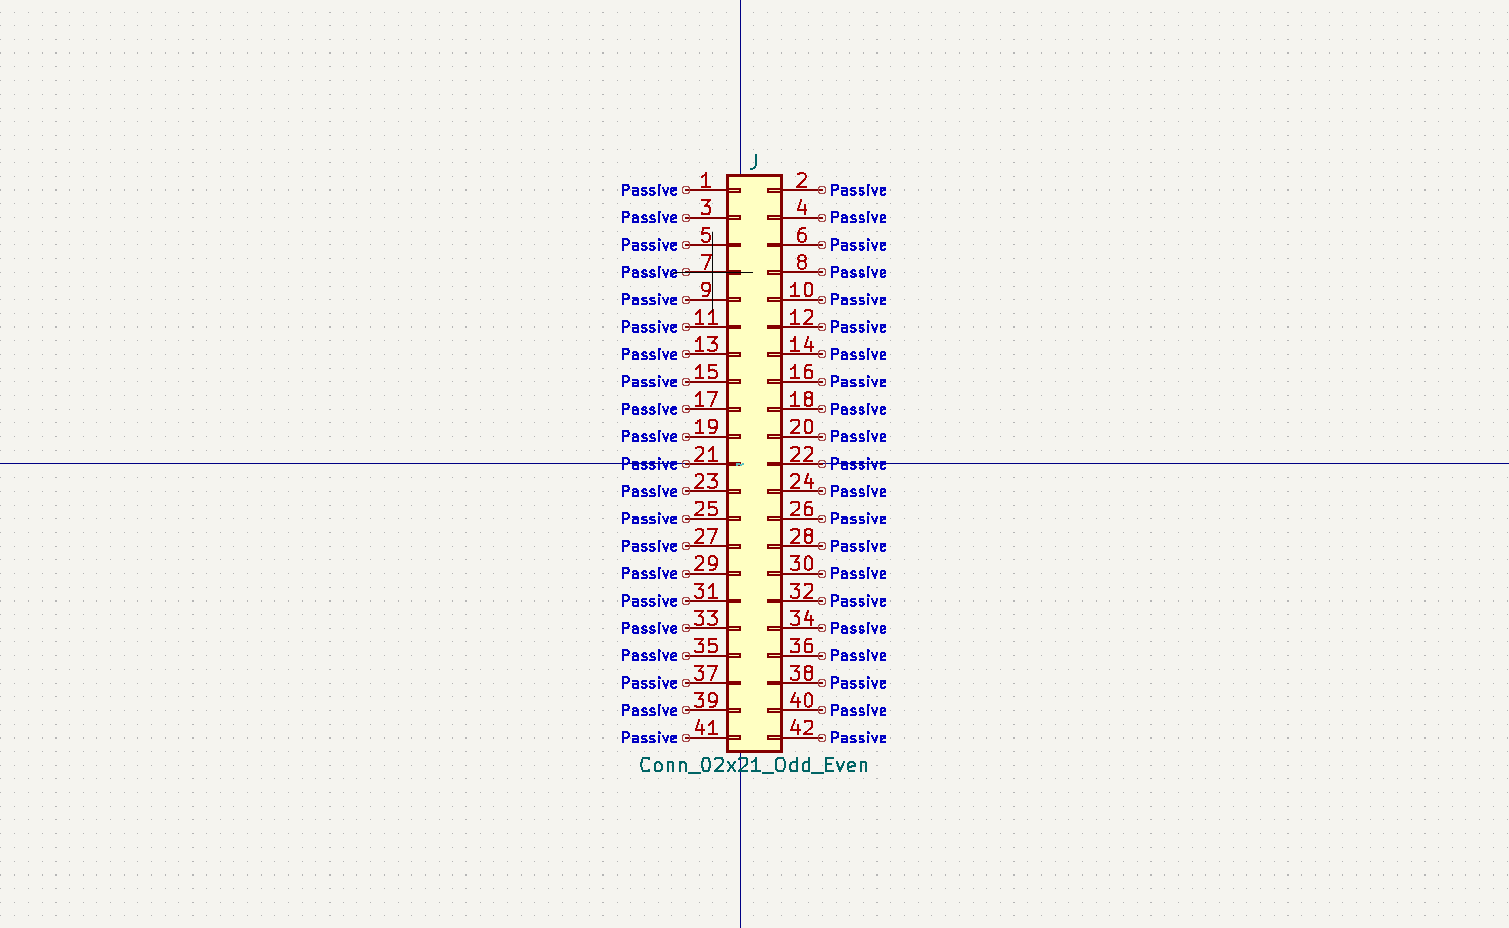 J
Passive 1 2 Passive
Passive 3 4 Passive
Passive 5 6 Passive
Passive 7 8 Passive
Passive 9 10 Passive
Passive 11 12 Passive
Passive 13 14 Passive
Passive 15 16 Passive
Passive 17 18 Passive
Passive 19 20 Passive
Passive 21 22 Passive
Passive 23 24 Passive
Passive 25 26 Passive
Passive 27 28 Passive
Passive 29 30 Passive
Passive 31 32 Passive
Passive 33 34 Passive
Passive 35 36 Passive
Passive 37 38 Passive
Passive 39 40 Passive
Passive 41 42 Passive
Conn_02x21_Odd_Even